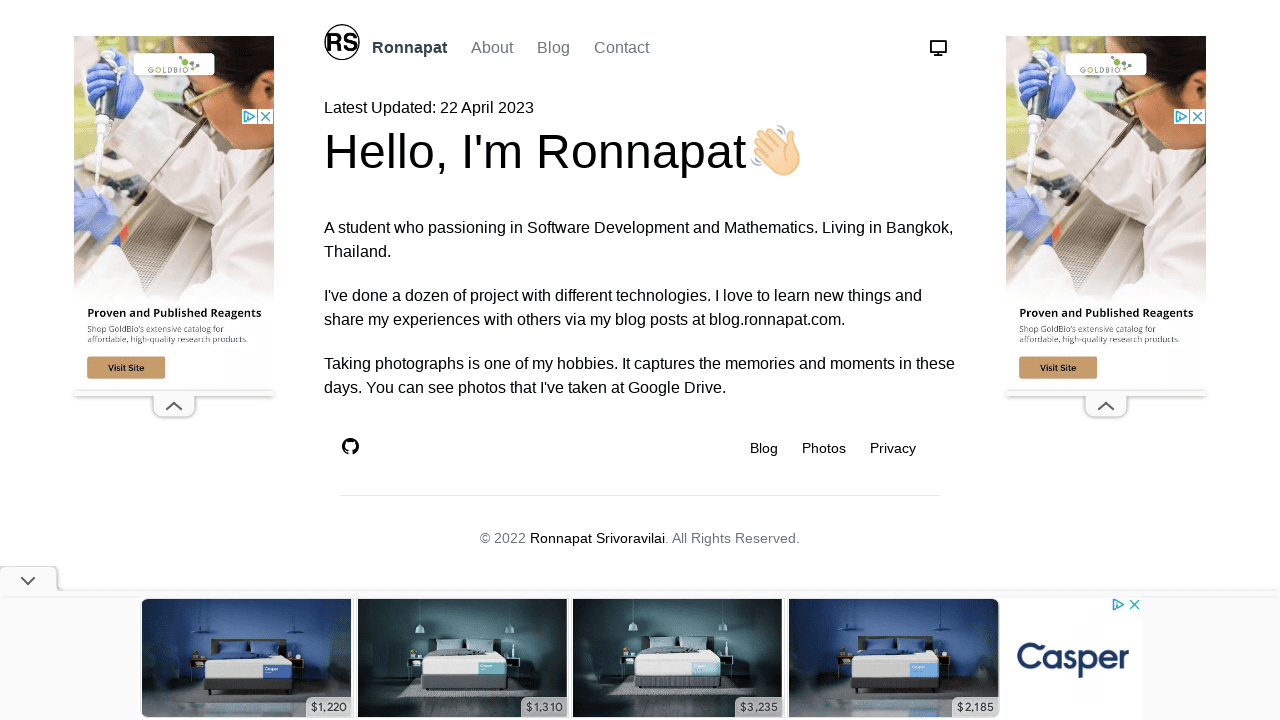 RS
Ronnapat
About
Blog
Contact
Latest Updated: 22 April 2023
Hello, I'm Ronnapat👋🏼
A student who passioning in Software Development and Mathematics. Living in Bangkok,
Thailand.
I've done a dozen of project with different technologies. I love to learn new things and
share my experiences with others via my blog posts at blog.ronnapat.com.
Taking photographs is one of my hobbies. It captures the memories and moments in these
days. You can see photos that I've taken at Google Drive.
Blog
Photos
Privacy
© 2022 Ronnapat Srivoravilai. All Rights Reserved.
GOLDBIO
Proven and Published Reagents
Shop GoldBio's extensive catalog for
affordable, high-quality research products.
Visit Site
GOLDBIO
Proven and Published Reagents
Shop GoldBio's extensive catalog for
affordable, high-quality research products.
Visit Site
Casper
$1,220
Casper
$1,310
Casper
$3,235
Casper
$2,185
Casper